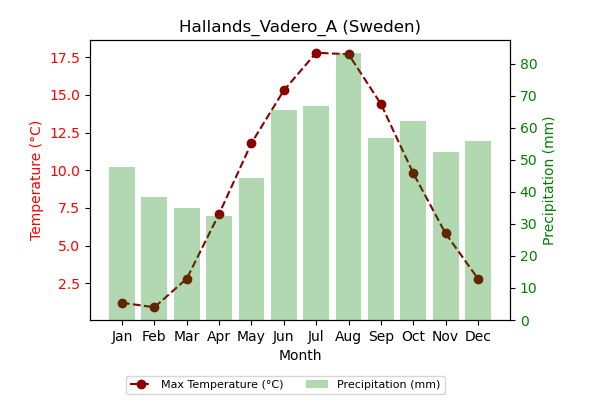 Hallands_Vadero_A (Sweden)
Temperature (°C)
17.5
15.0
12.5
10.0
7.5
5.0
2.5
80
70
60
50
40
30
20
10
0
Precipitation (mm)
Jan Feb Mar Apr May Jun Jul Aug Sep Oct Nov Dec
Month
Max Temperature (°C) Precipitation (mm)